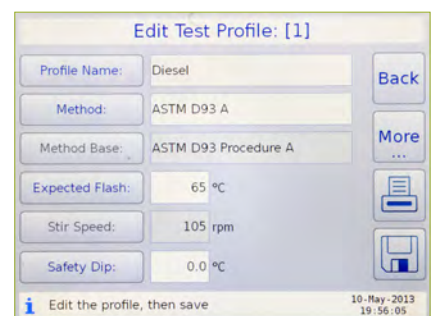 Edit Test Profile: [1]
Profile Name: Diesel
Back
Method: ASTM D93 A
Method Base: ASTM D93 Procedure A
More
...
Expected Flash: 65 °C
Stir Speed: 105 rpm
Safety Dip: 0.0 °C
i Edit the profile, then save
10-May-2013
19:56:05